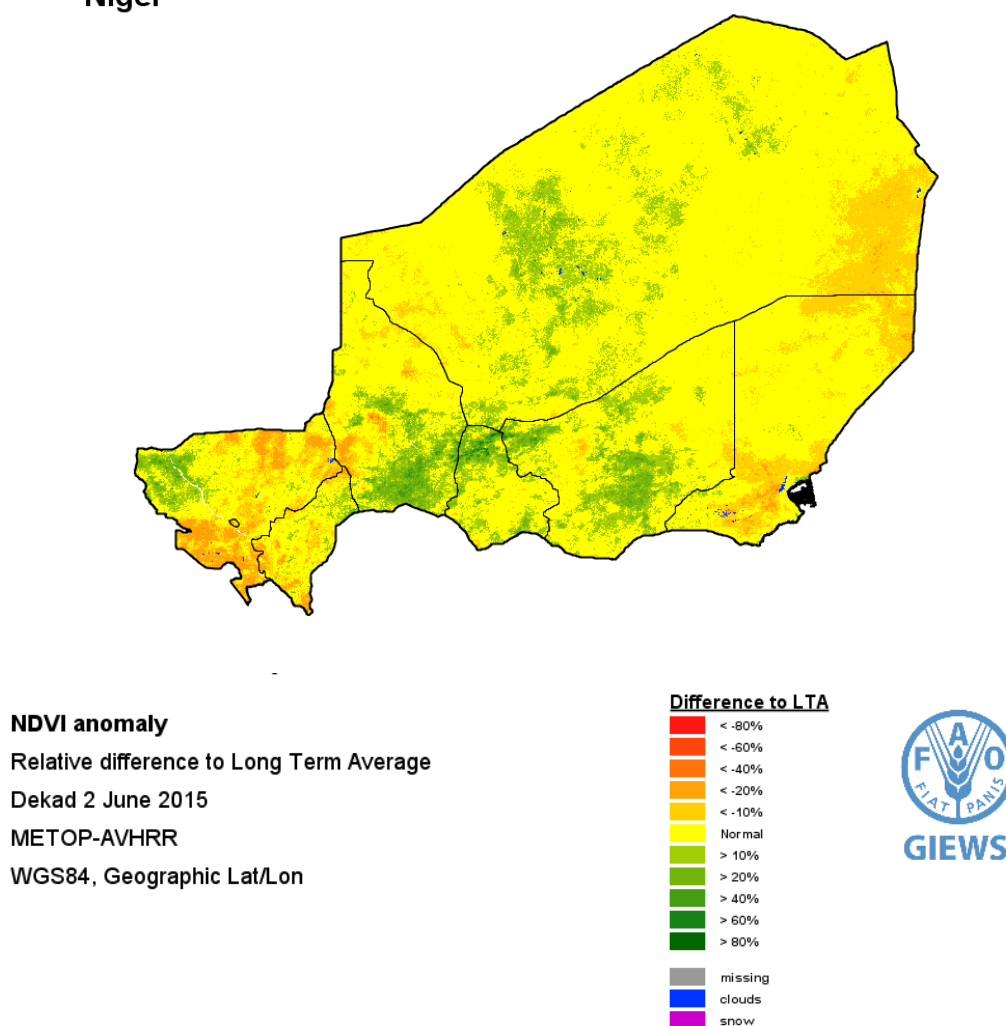 Niger
-
NDVI anomaly
Relative difference to Long Term Average
Dekad 2 June 2015
METOP-AVHRR
WGS84, Geographic Lat/Lon
Difference to LTA
< -80%
< -60%
< -40%
< -20%
< -10%
Normal
> 10%
> 20%
> 40%
> 60%
> 80%
missing
clouds
snow
F A O
FIAT PANIS
GIEWS